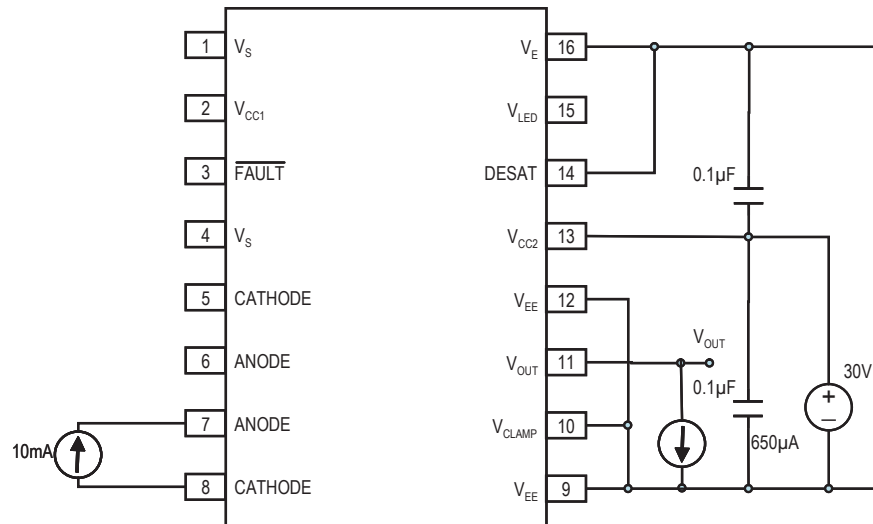 1 V_S V_E 16
2 V_CC1 V_LED 15
3 FAULT DESAT 14
0.1µF
4 V_S V_CC2 13
5 CATHODE V_EE 12
V_OUT
6 ANODE V_OUT 11
30V
0.1µF
7 ANODE V_CLAMP 10
+
10mA
650µA
–
8 CATHODE V_EE 9